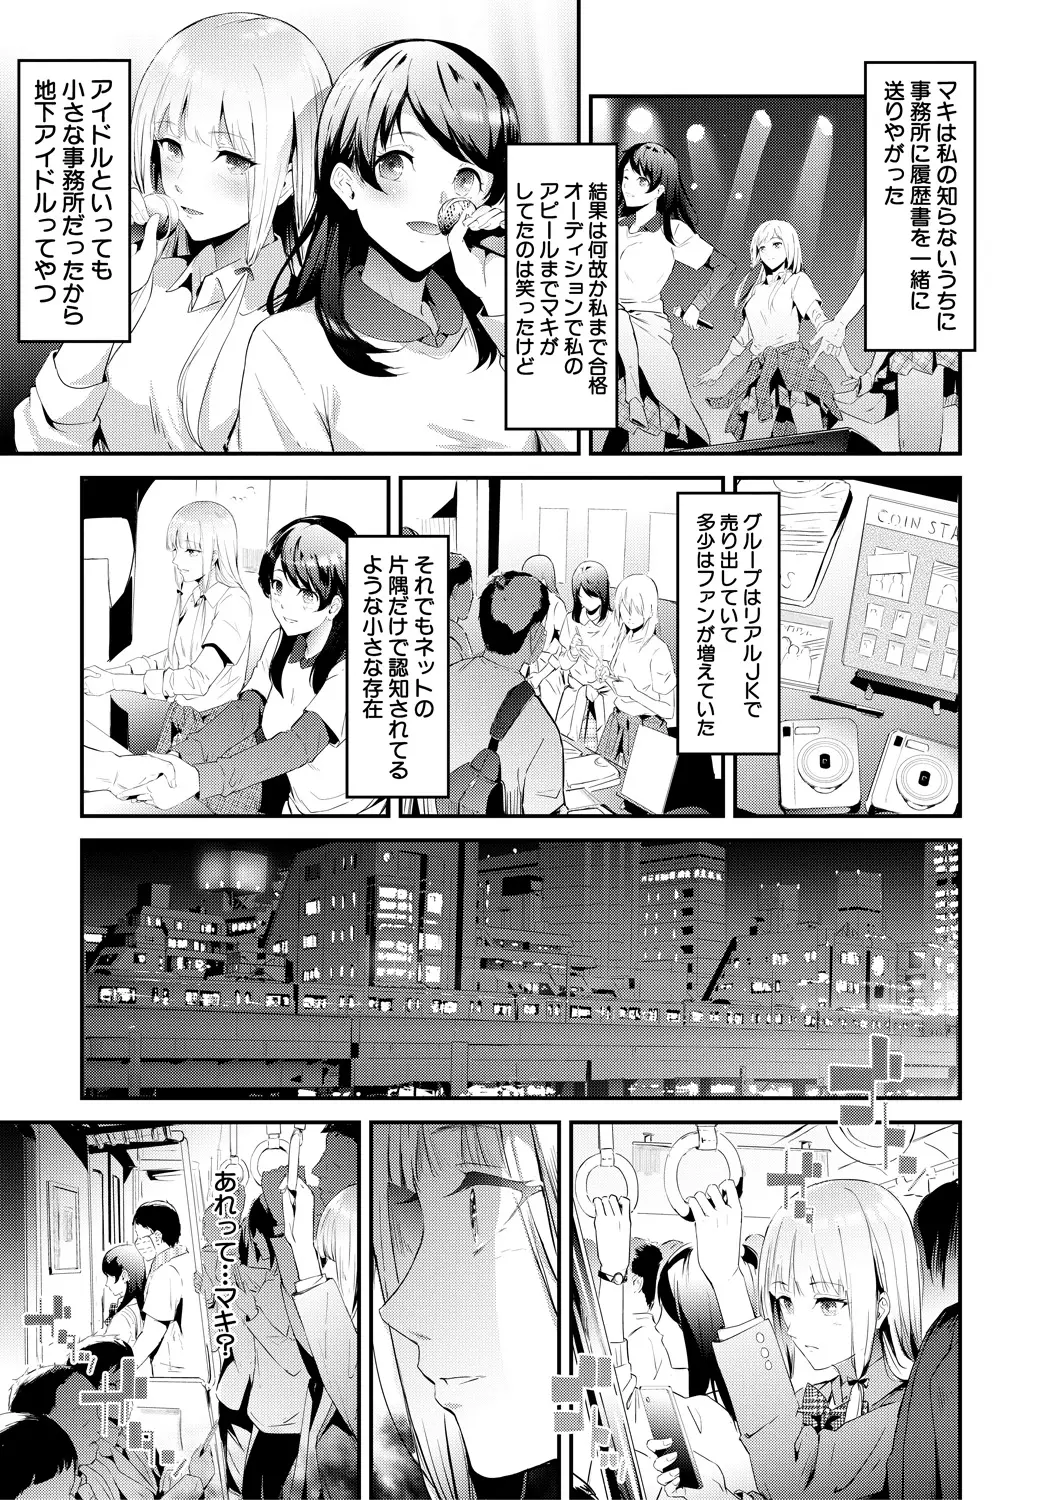 マキは私の知らないうちに
事務所に履歴書を一緒に
送りやがった
結果は何故か私まで合格
オーディションで私の
アピールまでマキが
してたのは笑ったけど
アイドルといっても
小さな事務所だったから
地下アイドルってやつ
グループはリアルJKで
売り出していて
多少はファンが増えていた
COIN STA
それでもネットの
片隅だけで認知されてる
ような小さな存在
あれって…マキ?